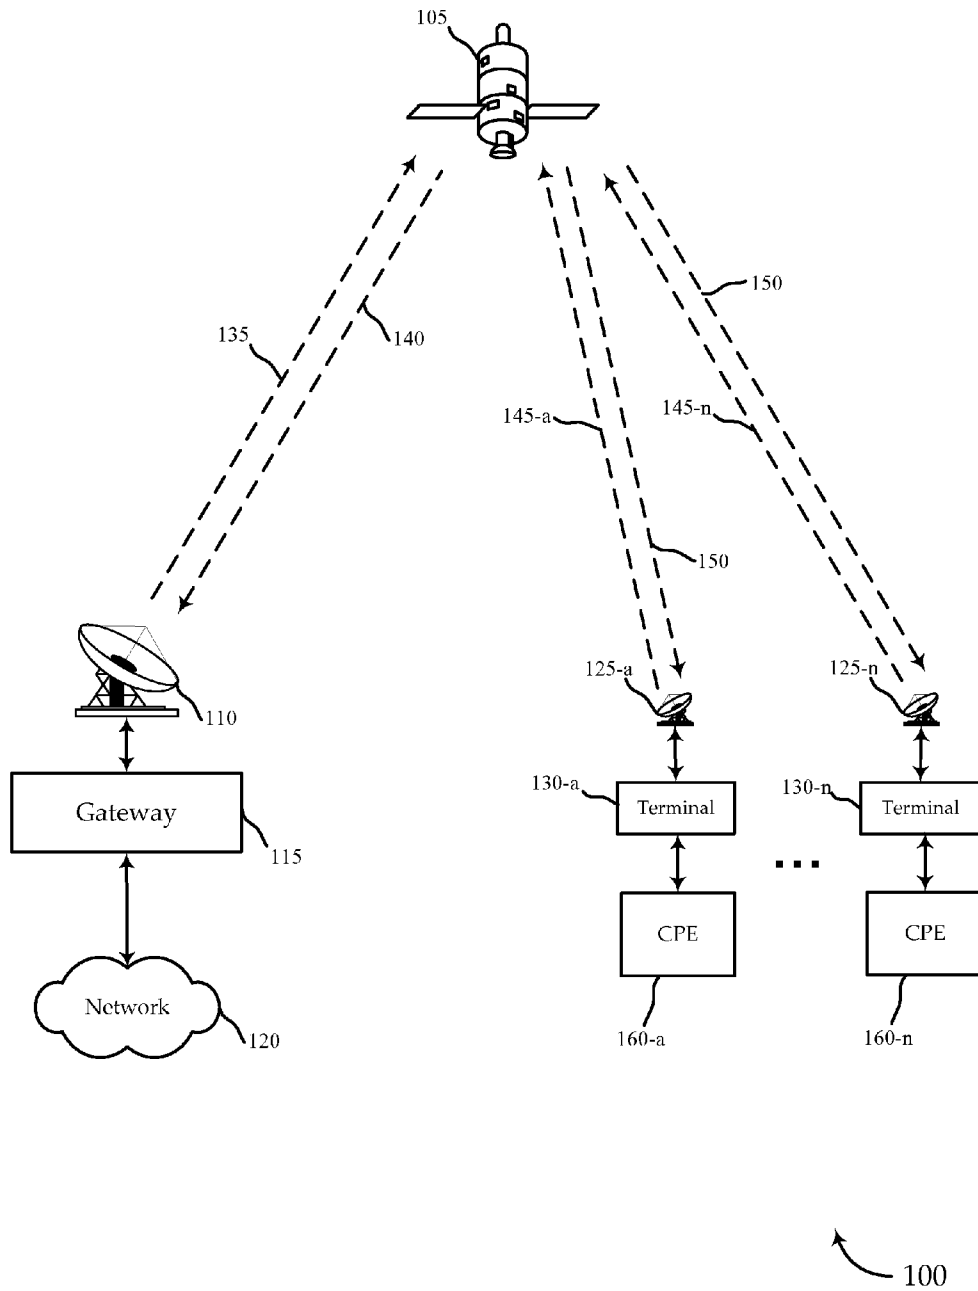 105
150
135
140
145-a
145-n
150
125-a
125-n
110
130-a
130-n
Gateway
Terminal
Terminal
115
CPE
CPE
Network
120
160-a
160-n
100